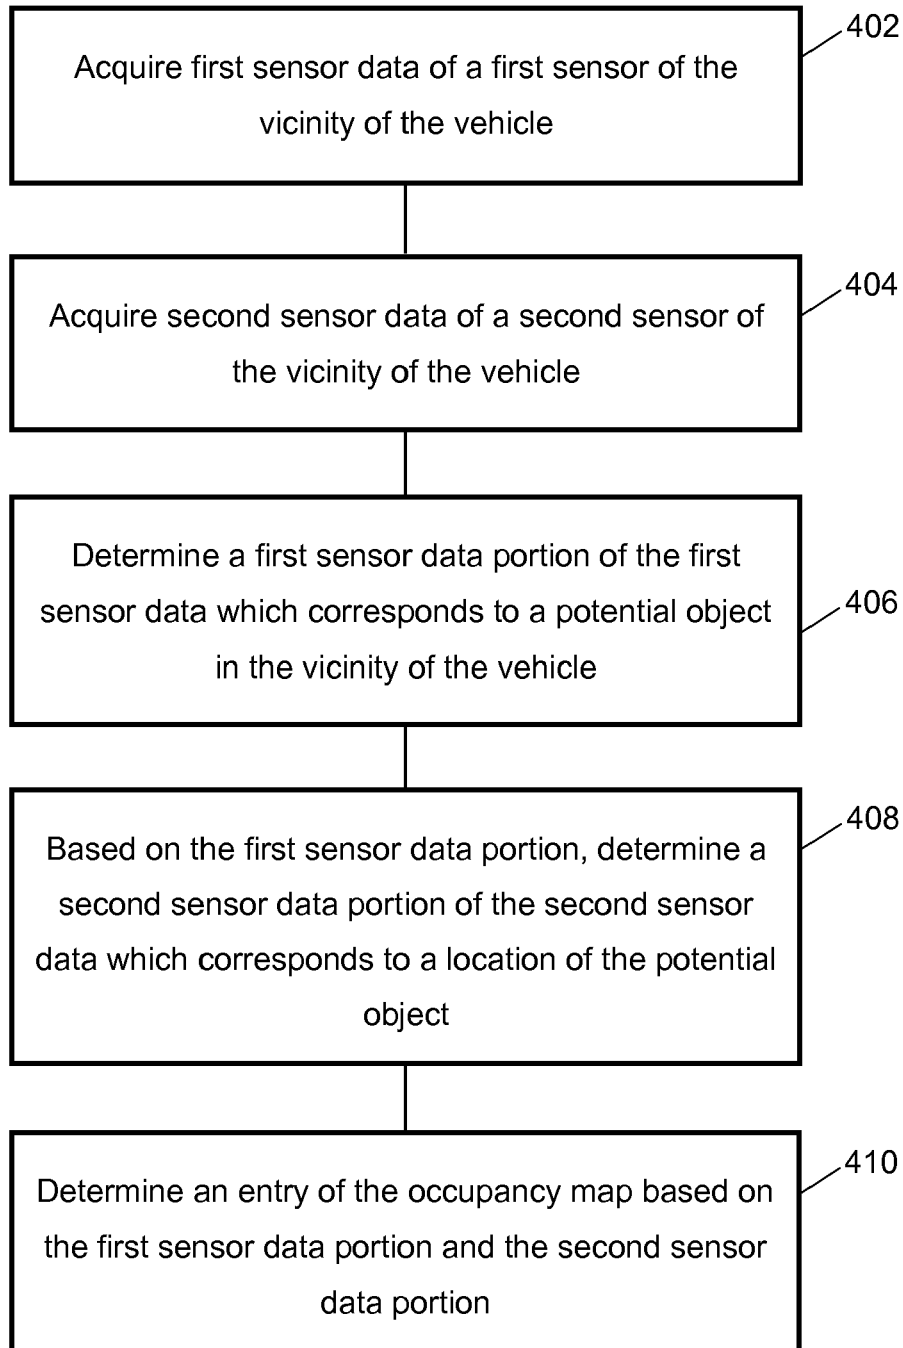 402
Acquire first sensor data of a first sensor of the
vicinity of the vehicle
404
Acquire second sensor data of a second sensor of
the vicinity of the vehicle
Determine a first sensor data portion of the first
sensor data which corresponds to a potential object
in the vicinity of the vehicle
406
408
Based on the first sensor data portion, determine a
second sensor data portion of the second sensor
data which corresponds to a location of the potential
object
410
Determine an entry of the occupancy map based on
the first sensor data portion and the second sensor
data portion